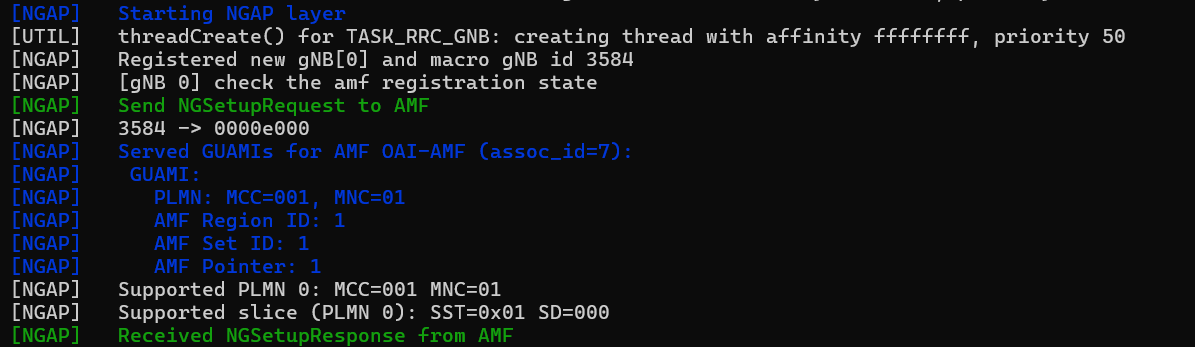 [NGAP] Starting NGAP layer
[UTIL] threadCreate() for TASK_RRC_GNB: creating thread with affinity ffffffff, priority 50
[NGAP] Registered new gNB[0] and macro gNB id 3584
[NGAP] [gNB 0] check the amf registration state
[NGAP] Send NGSetupRequest to AMF
[NGAP] 3584 -> 0000e000
[NGAP] Served GUAMIs for AMF OAI-AMF (assoc_id=7):
[NGAP] GUAMI:
[NGAP] PLMN: MCC=001, MNC=01
[NGAP] AMF Region ID: 1
[NGAP] AMF Set ID: 1
[NGAP] AMF Pointer: 1
[NGAP] Supported PLMN 0: MCC=001 MNC=01
[NGAP] Supported slice (PLMN 0): SST=0x01 SD=000
[NGAP] Received NGSetupResponse from AMF